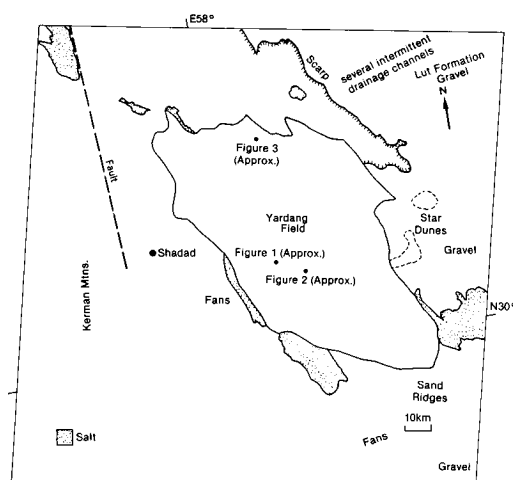 E58°
Scarp
several intermittent
drainage channels
Lut Formation
Gravel
N
Figure 3
(Approx.)
Fault
Yardang
Field
Star
Dunes
Gravel
Shadad
Figure 1 (Approx.)
Figure 2 (Approx.)
Kerman Mtns.
Fans
N30°
Sand
Ridges
10km
Salt
Fans
Gravel